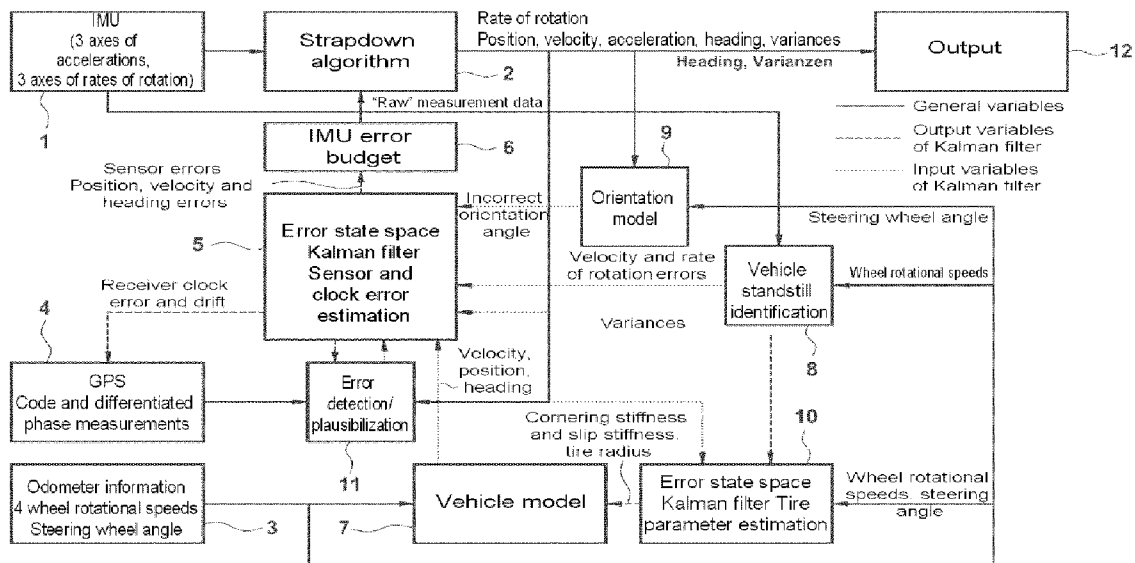 IMU
(3 axes of
accelerations,
3 axes of rates of rotation)
1
Strapdown
algorithm
2
Rate of rotation
Position, velocity, acceleration, heading, variances
Heading, Varianzen
Output
12
"Raw" measurement data
General variables
Output variables
of Kalman filter
Input variables
of Kalman filter
IMU error
budget
6
9
Sensor errors
Position, velocity and
heading errors
Incorrect
orientation
angle
Orientation
model
Steering wheel angle
5
Error state space
Kalman filter
Sensor and
clock error
estimation
Velocity and rate
of rotation errors
Vehicle
standstill
identification
Wheel rotational speeds
8
Receiver clock
error and drift
4
Variances
GPS
Code and differentiated
phase measurements
Error
detection/
plausibilization
11
Velocity,
position,
heading
Cornering stiffness
and slip stiffness,
tire radius
10
Odometer information
4 wheel rotational speeds
Steering wheel angle
3
Vehicle model
7
Error state space
Kalman filter Tire
parameter estimation
Wheel rotational
speeds, steering
angle